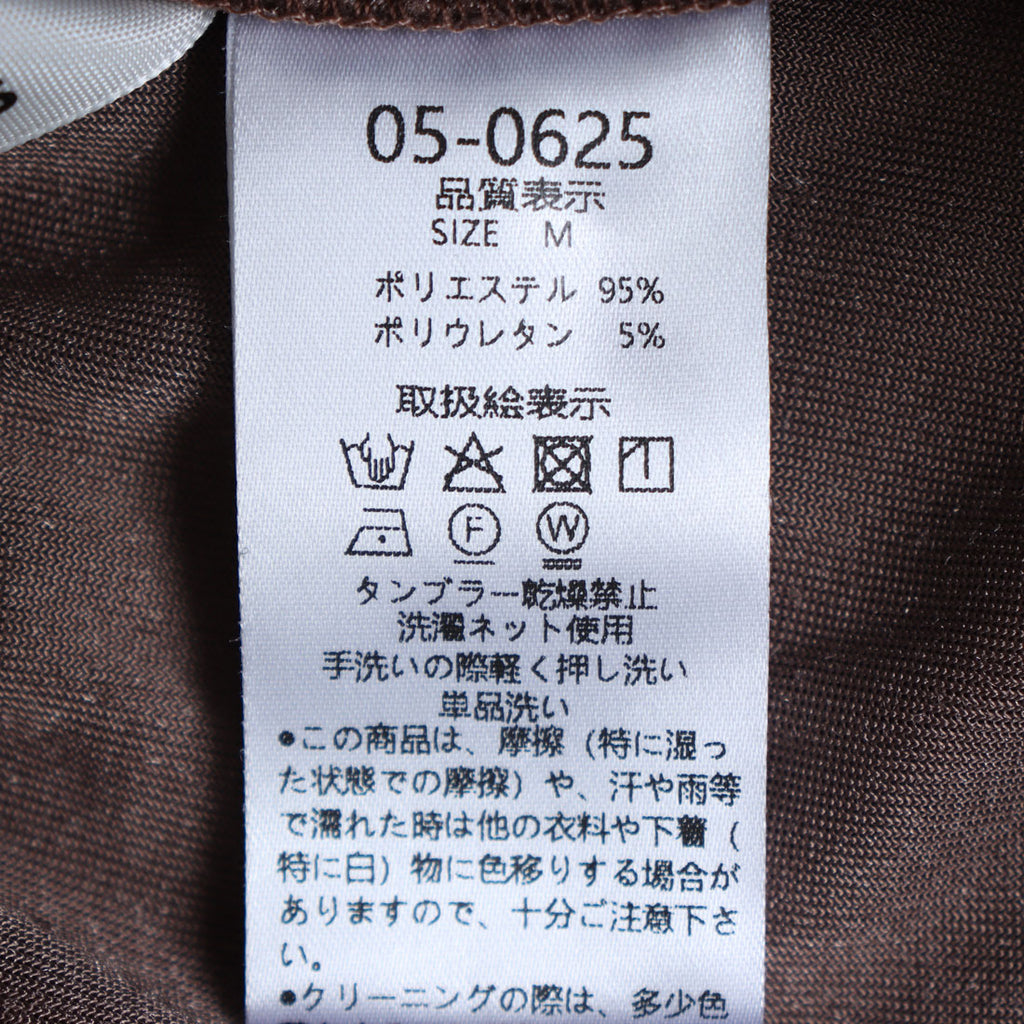 05-0625
品質表示
SIZE M
ポリエステル 95%
ポリウレタン 5%
取扱絵表示
F W
タンブラー乾燥禁止
洗濯ネット使用
手洗いの際軽く押し洗い
単品洗い
●この商品は、摩擦（特に湿っ
た状態での摩擦）や、汗や雨等
で濡れた時は他の衣料や下着（
特に白）物に色移りする場合が
ありますので、十分ご注意下さ
い。
●クリーニングの際は、多少色